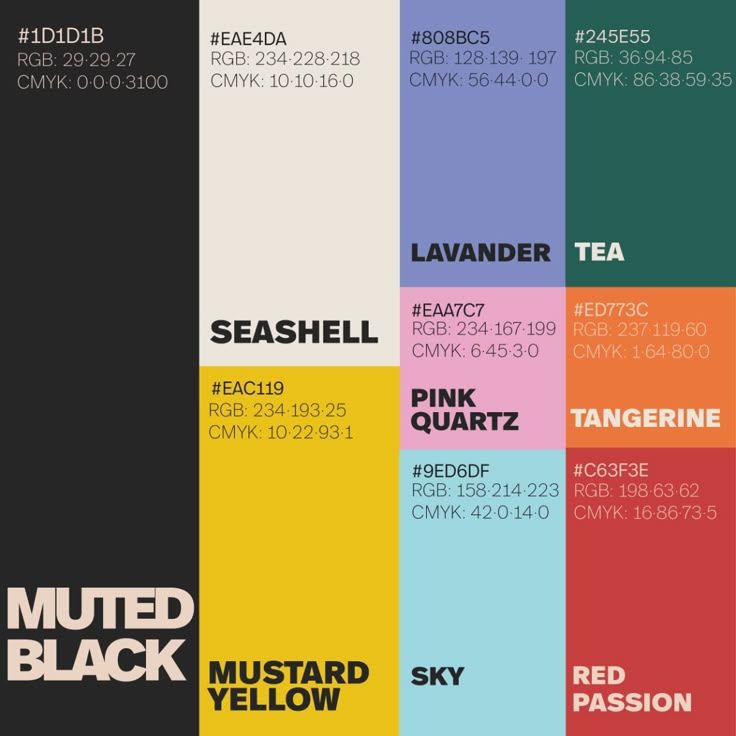 #1D1D1B
RGB: 29·29·27
CMYK: 0·0·0·3100
MUTED
BLACK
#EAE4DA
RGB: 234·228·218
CMYK: 10·10·16·0
SEASHELL
#EAC119
RGB: 234·193·25
CMYK: 10·22·93·1
MUSTARD
YELLOW
#808BC5
RGB: 128·139· 197
CMYK: 56·44·0·0
LAVANDER
#245E55
RGB: 36·94·85
CMYK: 86·38·59·35
TEA
#EAA7C7
RGB: 234·167·199
CMYK: 6·45·3·0
PINK
QUARTZ
#ED773C
RGB: 237·119·60
CMYK: 1·64·80·0
TANGERINE
#9ED6DF
RGB: 158·214·223
CMYK: 42·0·14·0
SKY
#C63F3E
RGB: 198·63·62
CMYK: 16·86·73·5
RED
PASSION